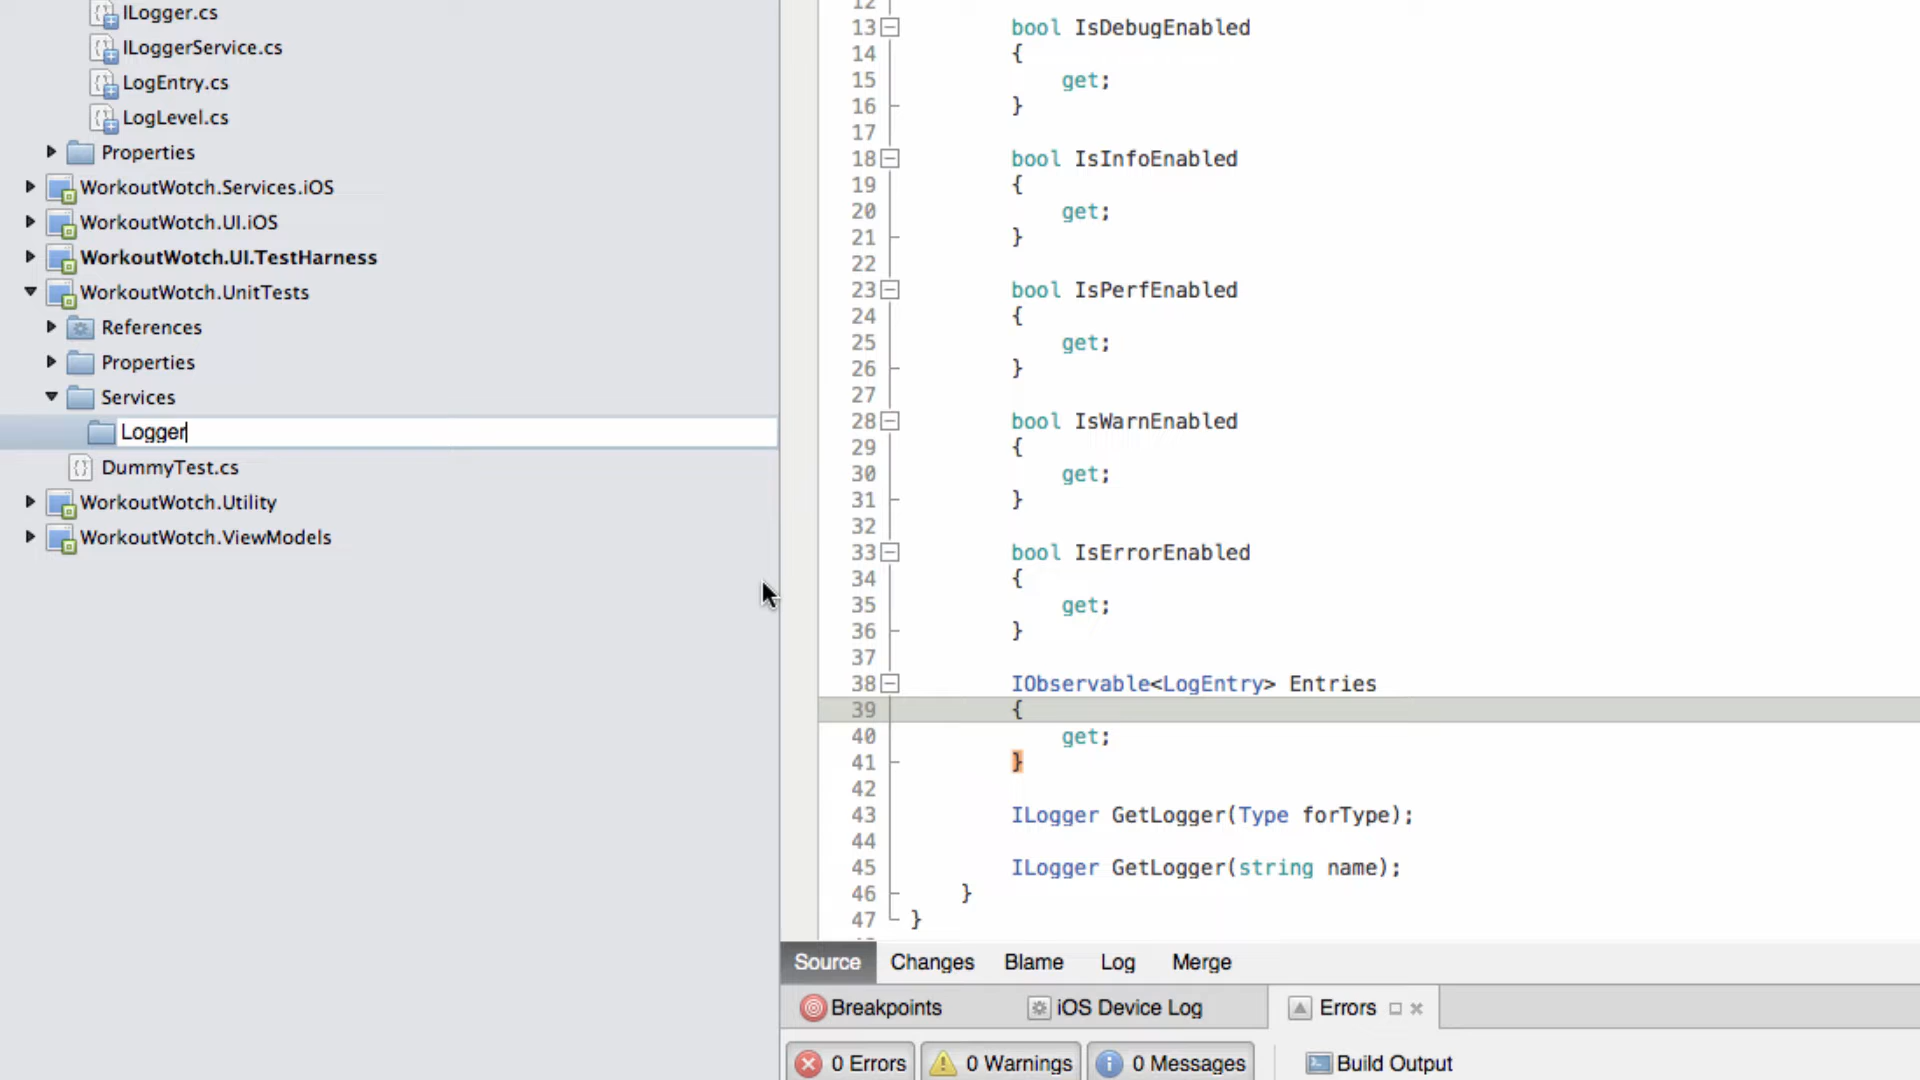 ILogger.cs
ILoggerService.cs
LogEntry.cs
LogLevel.cs
Properties
WorkoutWotch.Services.iOS
WorkoutWotch.UI.iOS
WorkoutWotch.UI.TestHarness
WorkoutWotch.UnitTests
References
Properties
Services
Logger
DummyTest.cs
WorkoutWotch.Utility
WorkoutWotch.ViewModels
12
13 bool IsDebugEnabled
14 {
15 get;
16 }
17
18 bool IsInfoEnabled
19 {
20 get;
21 }
22
23 bool IsPerfEnabled
24 {
25 get;
26 }
27
28 bool IsWarnEnabled
29 {
30 get;
31 }
32
33 bool IsErrorEnabled
34 {
35 get;
36 }
37
38 IObservable<LogEntry> Entries
39 {
40 get;
41 }
42
43 ILogger GetLogger(Type forType);
44
45 ILogger GetLogger(string name);
46 }
47 }
Source Changes Blame Log Merge
Breakpoints iOS Device Log Errors
0 Errors 0 Warnings 0 Messages Build Output